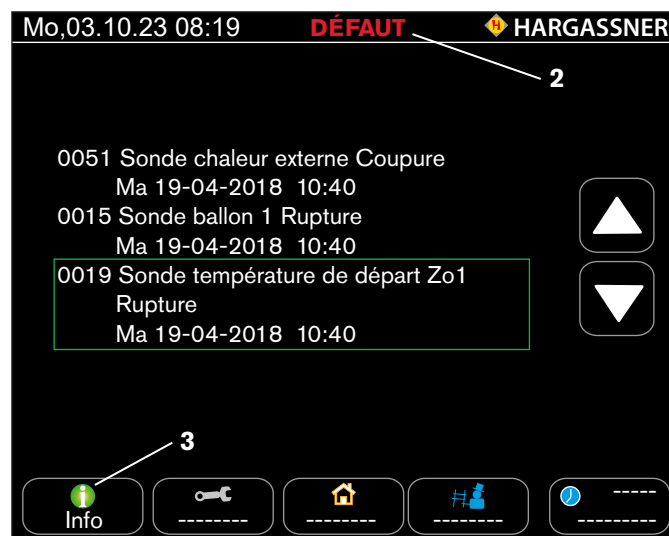 Mo,03.10.23 08:19 DÉFAUT H HARGASSNER
2
0051 Sonde chaleur externe Coupure
Ma 19-04-2018 10:40
0015 Sonde ballon 1 Rupture
Ma 19-04-2018 10:40
0019 Sonde température de départ Zo1
Rupture
Ma 19-04-2018 10:40
3
i -----
Info -------- -------- -------- ---------